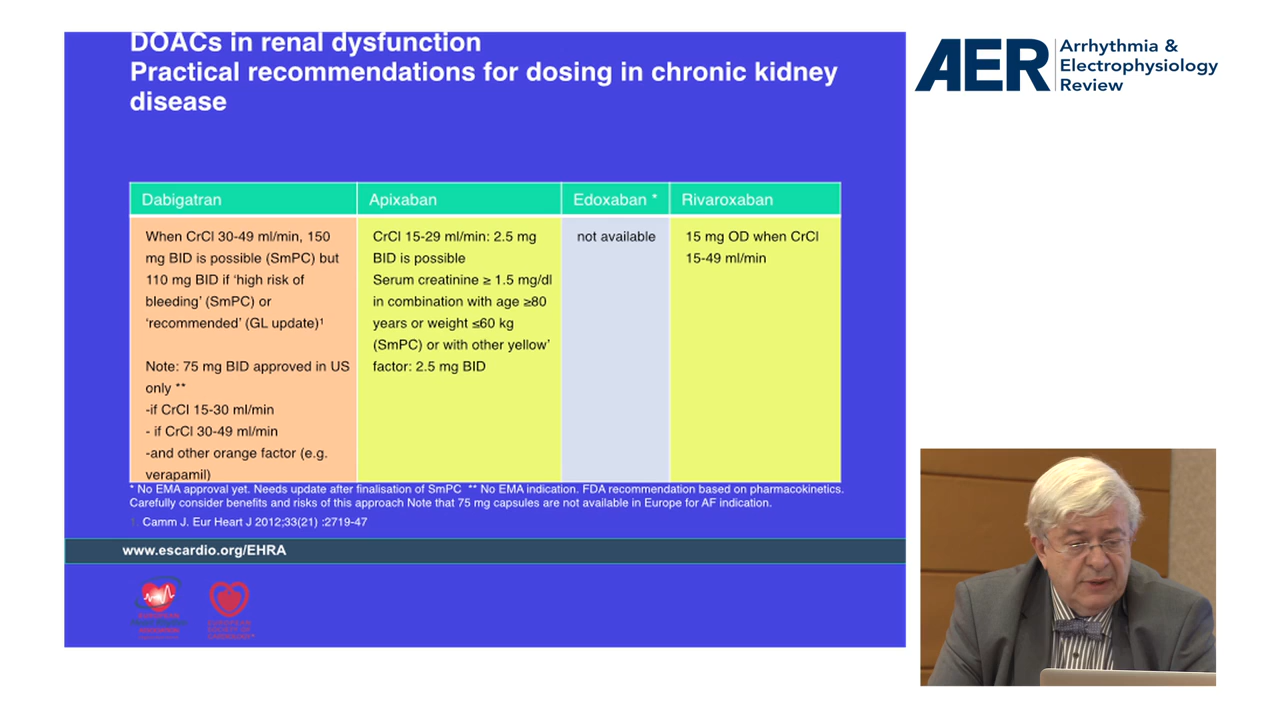 DOACs in renal dysfunction
Practical recommendations for dosing in chronic kidney
disease
AER
Arrhythmia &
Electrophysiology
Review
Dabigatran
Apixaban
Edoxaban *
Rivaroxaban
When CrCl 30-49 ml/min, 150
mg BID is possible (SmPC) but
110 mg BID if ‘high risk of
bleeding’ (SmPC) or
‘recommended’ (GL update)¹
Note: 75 mg BID approved in US
only **
-if CrCl 15-30 ml/min
- if CrCl 30-49 ml/min
-and other orange factor (e.g.
verapamil)
CrCl 15-29 ml/min: 2.5 mg
BID is possible
Serum creatinine ≥ 1.5 mg/dl
in combination with age ≥80
years or weight ≤60 kg
(SmPC) or with other yellow’
factor: 2.5 mg BID
not available
15 mg OD when CrCl
15-49 ml/min
* No EMA approval yet. Needs update after finalisation of SmPC ** No EMA indication. FDA recommendation based on pharmacokinetics.
Carefully consider benefits and risks of this approach Note that 75 mg capsules are not available in Europe for AF indication.
1. Camm J. Eur Heart J 2012;33(21) :2719-47
www.escardio.org/EHRA
EUROPEAN
EUROPEAN
SOCIETY OF
CARDIOLOGY